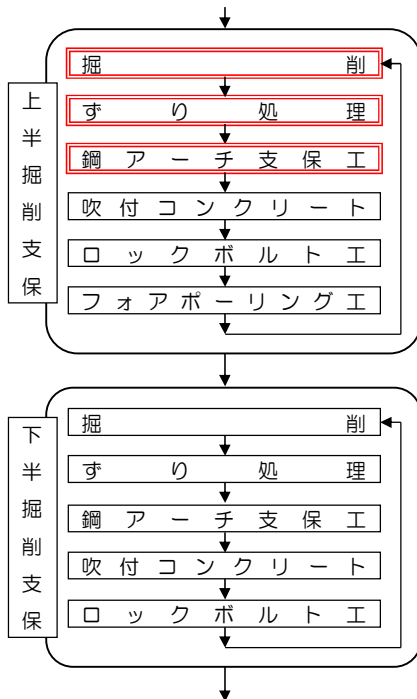 上半掘削支保
掘削
ずり処理
鋼アーチ支保工
吹付コンクリート
ロックボルト工
フォアポーリング工
下半掘削支保
掘削
ずり処理
鋼アーチ支保工
吹付コンクリート
ロックボルト工